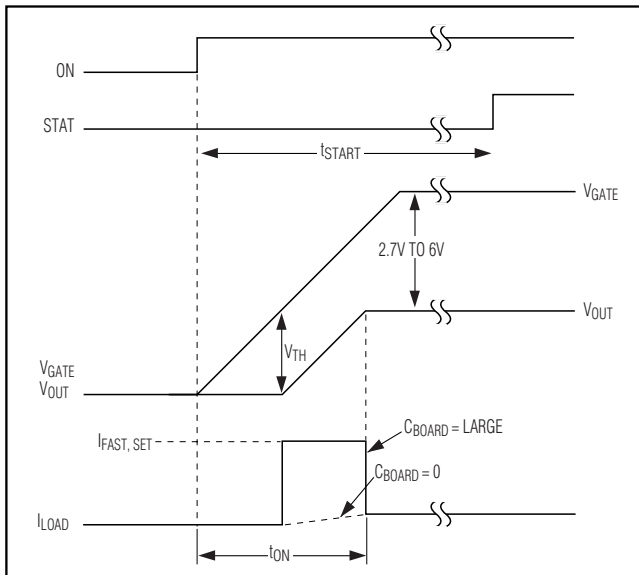 ON
STAT
tSTART
VGATE
2.7V TO 6V
VOUT
VTH
VGATE
VOUT
CBOARD = LARGE
IFAST, SET
CBOARD = 0
ILOAD
tON